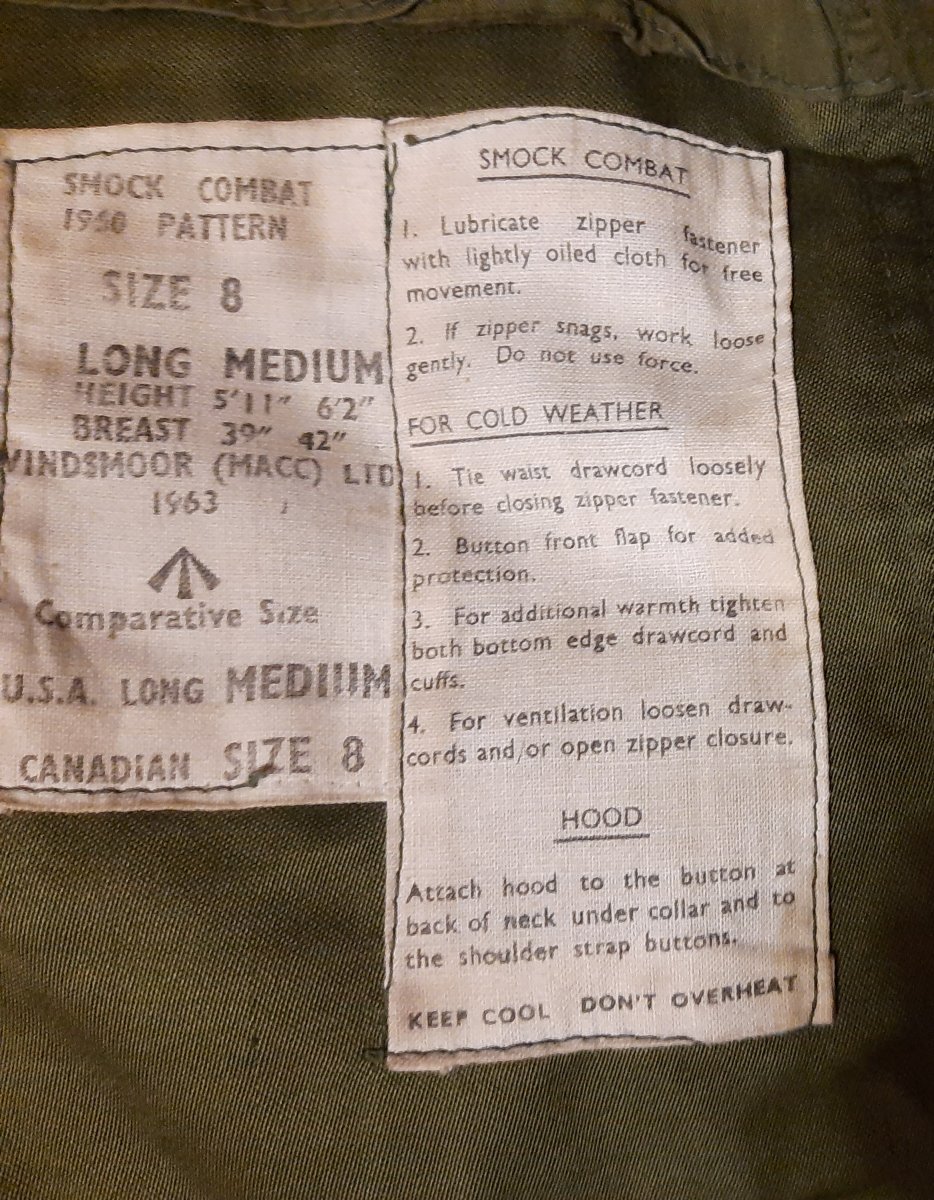 SMOCK COMBAT
1960 PATTERN
SIZE 8
LONG MEDIUM
HEIGHT 5'11" 6'2"
BREAST 39" 42"
WINDSMOOR (MACC) LTD
1963
Comparative Size
U.S.A. LONG MEDIUM
CANADIAN SIZE 8
SMOCK COMBAT
1. Lubricate zipper fastener
with lightly oiled cloth for free
movement.
2. If zipper snags, work loose
gently. Do not use force.
FOR COLD WEATHER
1. Tie waist drawcord loosely
before closing zipper fastener.
2. Button front flap for added
protection.
3. For additional warmth tighten
both bottom edge drawcord and
cuffs.
4. For ventilation loosen draw-
cords and/or open zipper closure.
HOOD
Attach hood to the button at
back of neck under collar and to
the shoulder strap buttons.
KEEP COOL DON'T OVERHEAT